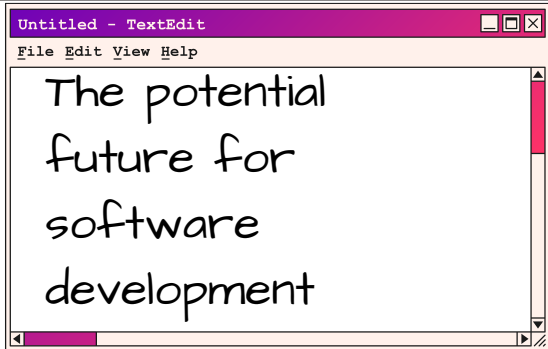 Untitled - TextEdit
File Edit View Help
The potential
future for
software
development